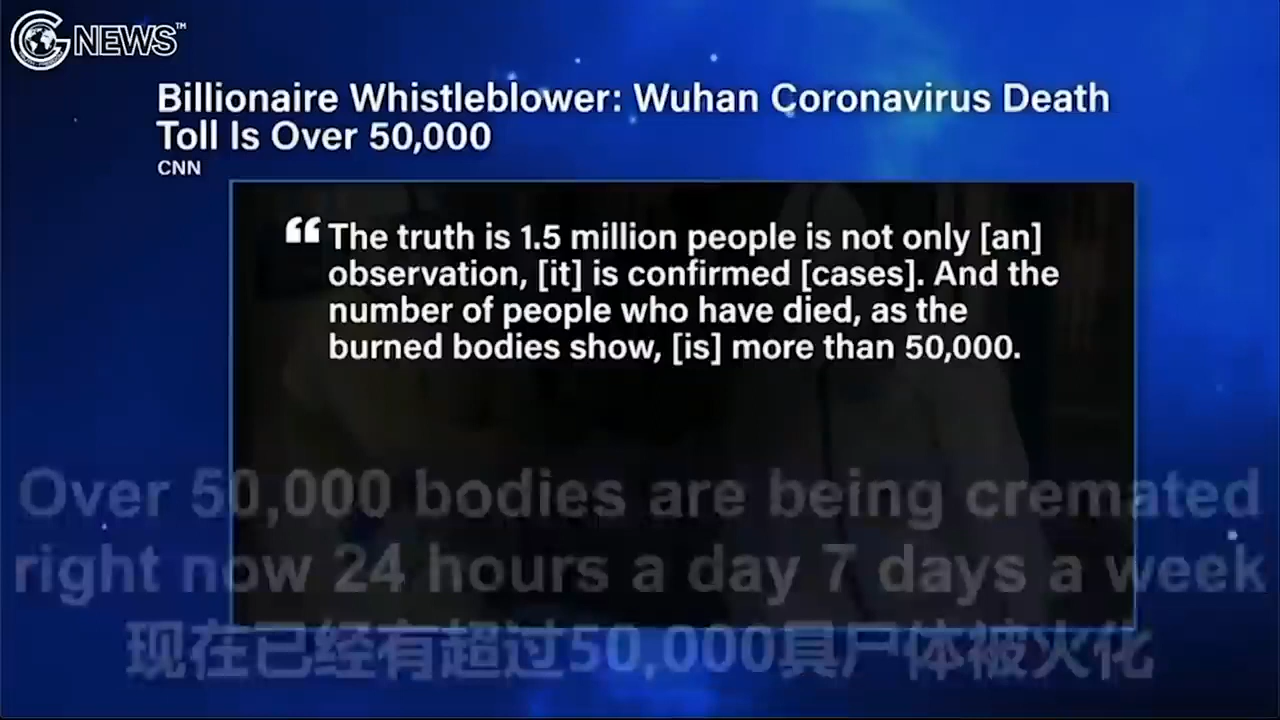 G NEWS™
Billionaire Whistleblower: Wuhan Coronavirus Death
Toll Is Over 50,000
CNN
“The truth is 1.5 million people is not only [an]
observation, [it] is confirmed [cases]. And the
number of people who have died, as the
burned bodies show, [is] more than 50,000.
Over 50,000 bodies are being cremated
right now 24 hours a day 7 days a week
现在已经有超过50,000具尸体被火化